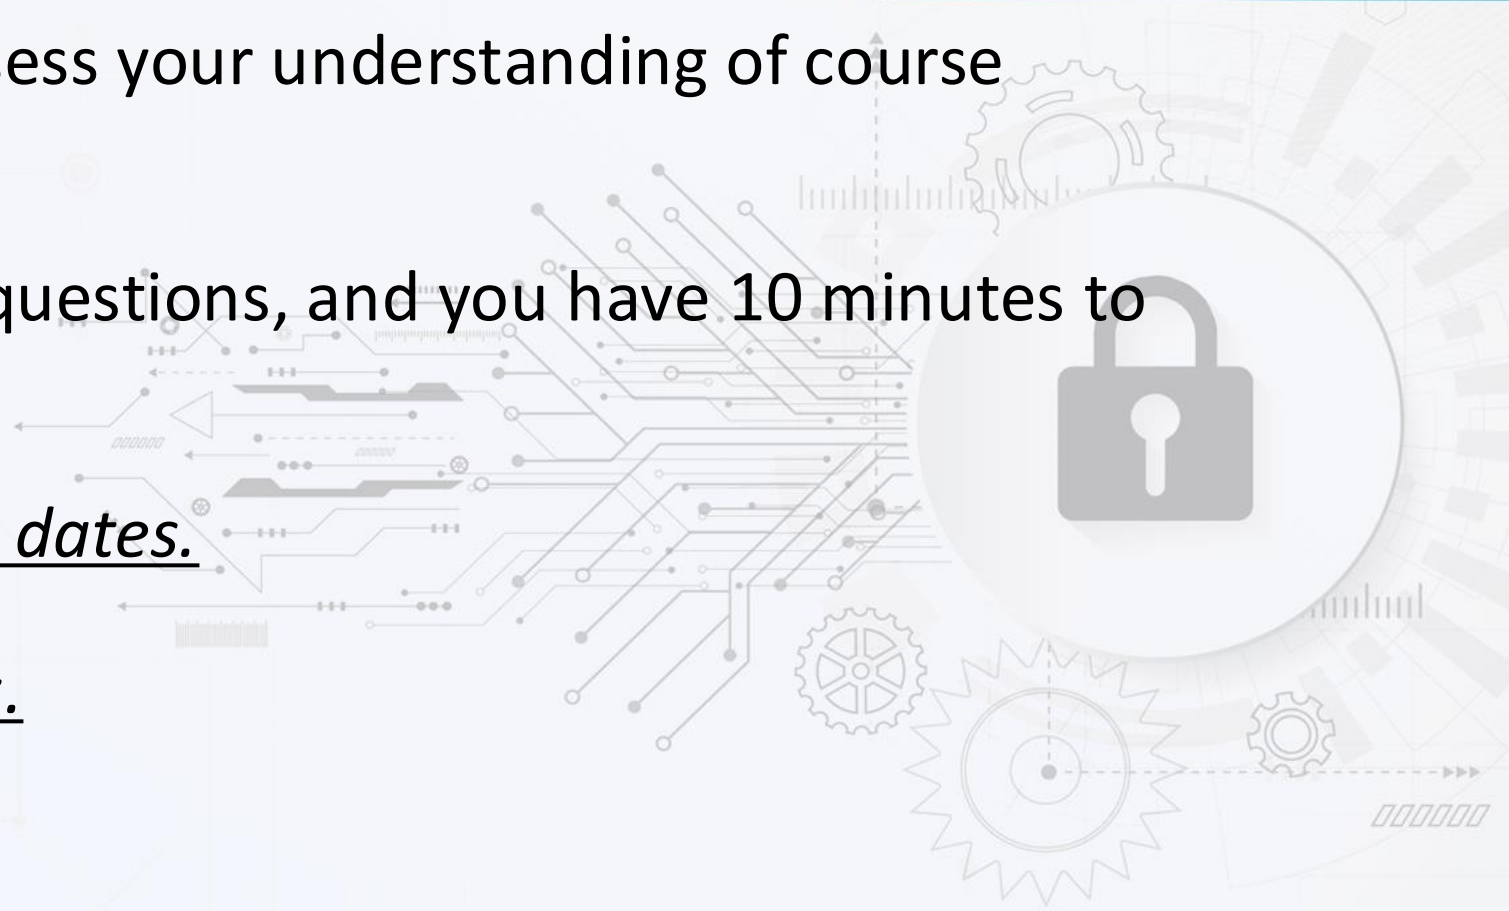 ess your understanding of course
questions, and you have 10 minutes to
dates.